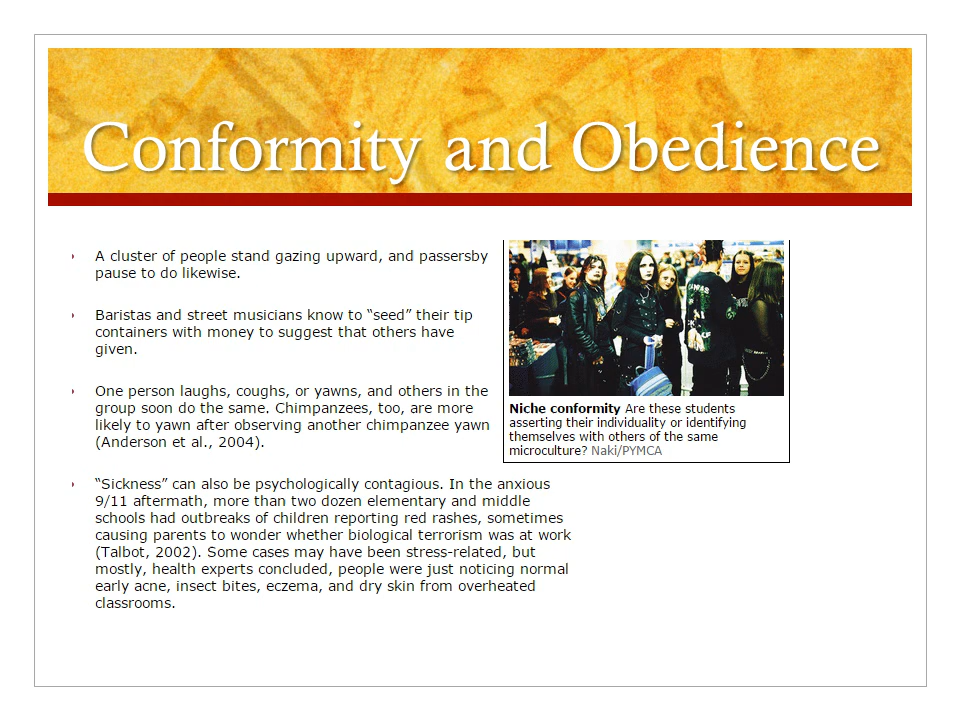 Conformity and Obedience
A cluster of people stand gazing upward, and passersby
pause to do likewise.
Baristas and street musicians know to “seed” their tip
containers with money to suggest that others have
given.
One person laughs, coughs, or yawns, and others in the
group soon do the same. Chimpanzees, too, are more
likely to yawn after observing another chimpanzee yawn
(Anderson et al., 2004).
“Sickness” can also be psychologically contagious. In the anxious
9/11 aftermath, more than two dozen elementary and middle
schools had outbreaks of children reporting red rashes, sometimes
causing parents to wonder whether biological terrorism was at work
(Talbot, 2002). Some cases may have been stress-related, but
mostly, health experts concluded, people were just noticing normal
early acne, insect bites, eczema, and dry skin from overheated
classrooms.
Niche conformity Are these students
asserting their individuality or identifying
themselves with others of the same
microculture? Naki/PYMCA